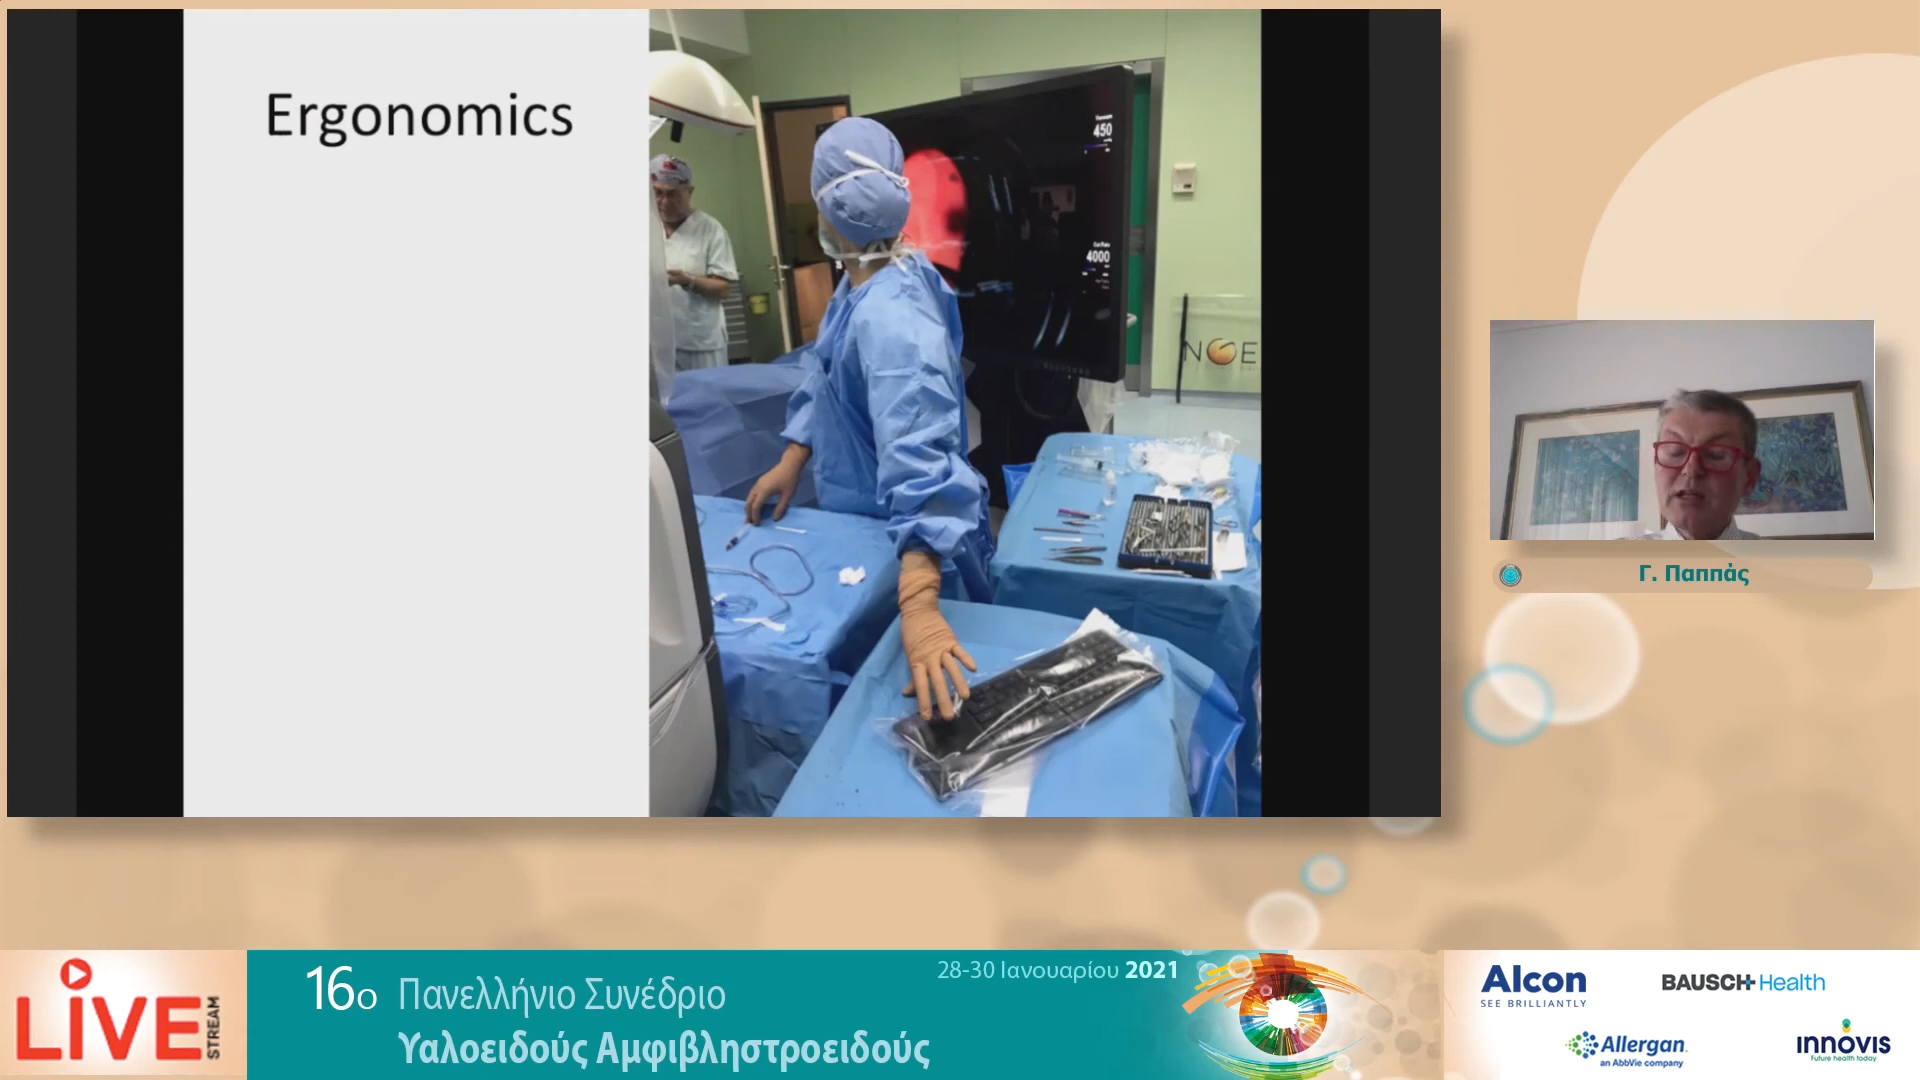 Ergonomics
450
4000
NGE
Γ. Παππάς
LIVE
STREAM
16ο Πανελλήνιο Συνέδριο
Υαλοειδούς Αμφιβληστροειδούς
28-30 Ιανουαρίου 2021
Alcon
SEE BRILLIANTLY
BAUSCH+Health
Allergan
an AbbVie company
innovis
Future health today